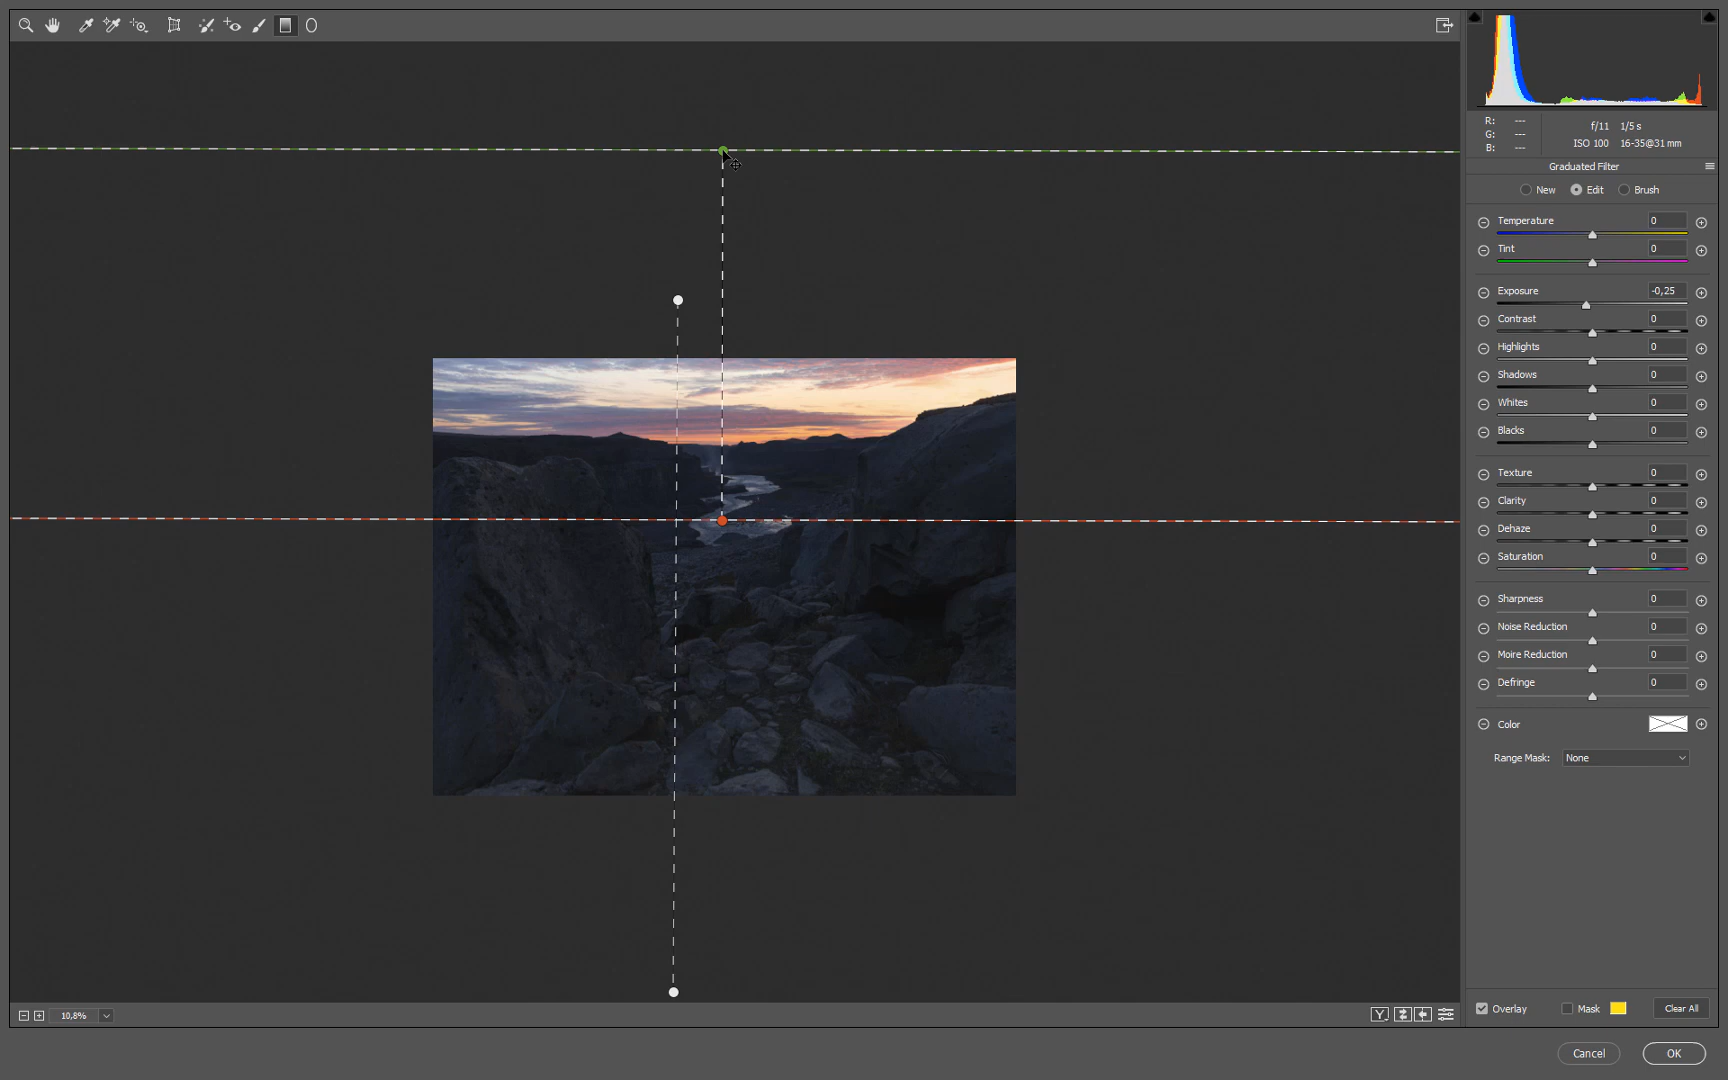 R: ---
G: ---
B: ---
f/11 1/5 s
ISO 100 16-35@31 mm
Graduated Filter
New Edit Brush
Temperature 0
Tint 0
Exposure -0,25
Contrast 0
Highlights 0
Shadows 0
Whites 0
Blacks 0
Texture 0
Clarity 0
Dehaze 0
Saturation 0
Sharpness 0
Noise Reduction 0
Moire Reduction 0
Defringe 0
Color
Range Mask: None
10,8%
Y
Overlay Mask Clear All
Cancel OK